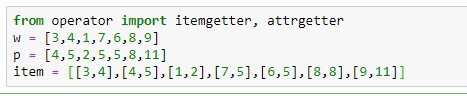 from operator import itemgetter, attrgetter
w = [3,4,1,7,6,8,9]
p = [4,5,2,5,5,8,11]
item = [[3,4],[4,5],[1,2],[7,5],[6,5],[8,8],[9,11]]